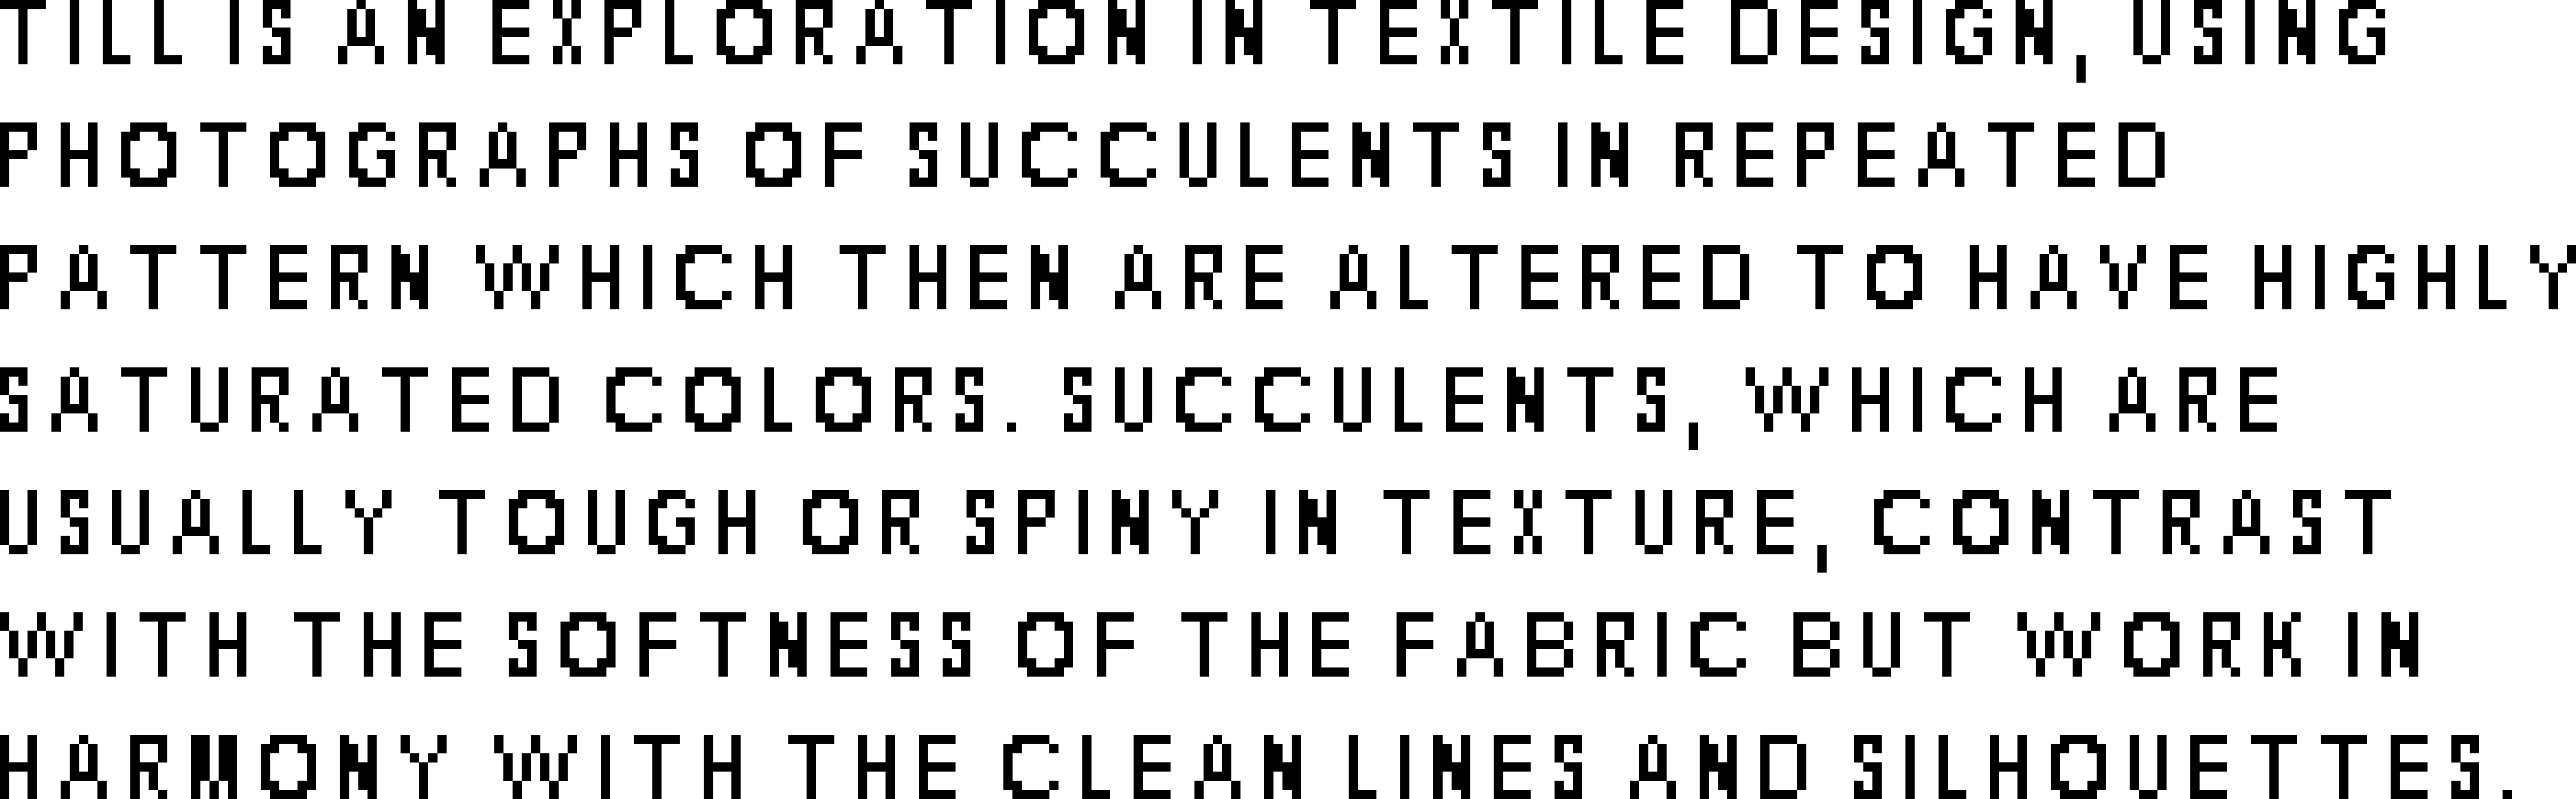 TILL IS AN EXPLORATION IN TEXTILE DESIGN, USING
PHOTOGRAPHS OF SUCCULENTS IN REPEATED
PATTERN WHICH THEN ARE ALTERED TO HAVE HIGHLY
SATURATED COLORS. SUCCULENTS, WHICH ARE
USUALLY TOUGH OR SPINY IN TEXTURE, CONTRAST
WITH THE SOFTNESS OF THE FABRIC BUT WORK IN
HARMONY WITH THE CLEAN LINES AND SILHOUETTES.